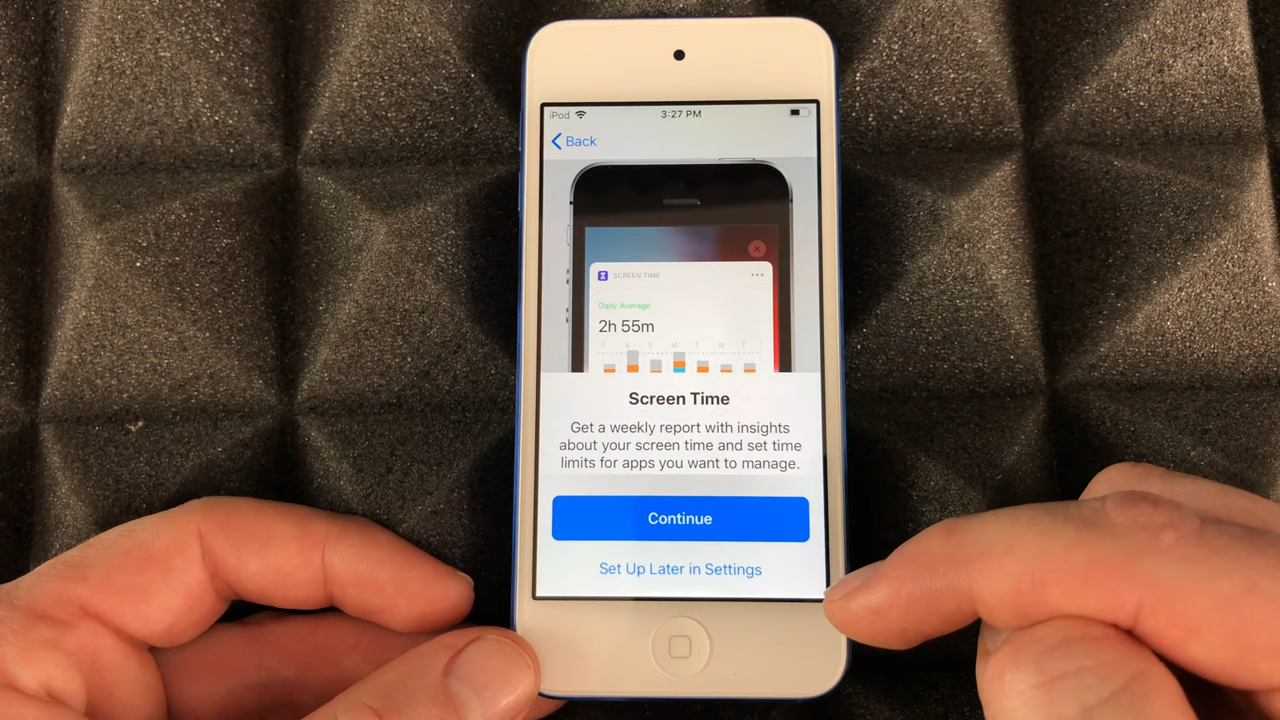 iPod 3:27 PM
Back
SCREEN TIME
Daily Average
2h 55m
Screen Time
Get a weekly report with insights
about your screen time and set time
limits for apps you want to manage.
Continue
Set Up Later in Settings